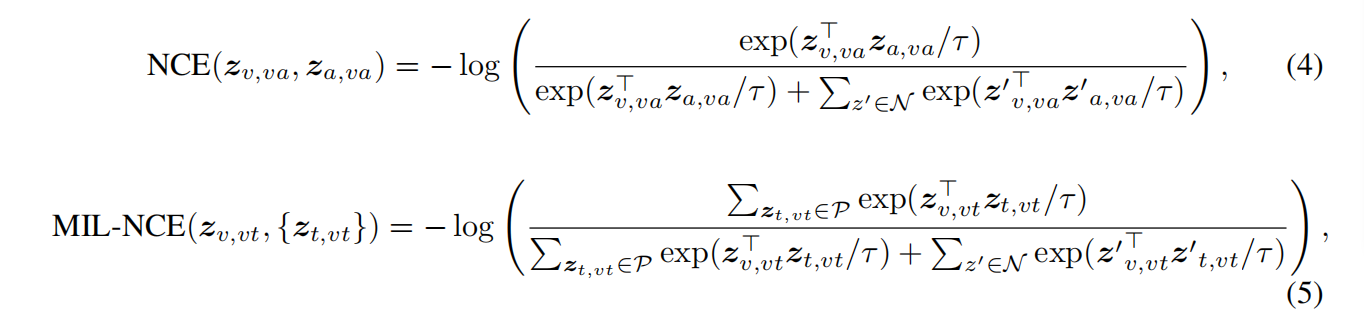 NCE(z_{v,va}, z_{a,va}) = − log ( exp(z_{v,va}^⊤ z_{a,va}/τ) / ( exp(z_{v,va}^⊤ z_{a,va}/τ) + ∑_{z′∈𝒩} exp(z′_{v,va}^⊤ z′_{a,va}/τ) ) ), (4)
MIL-NCE(z_{v,vt}, {z_{t,vt}}) = − log ( ∑_{z_{t,vt}∈𝒫} exp(z_{v,vt}^⊤ z_{t,vt}/τ) / ( ∑_{z_{t,vt}∈𝒫} exp(z_{v,vt}^⊤ z_{t,vt}/τ) + ∑_{z′∈𝒩} exp(z′_{v,vt}^⊤ z′_{t,vt}/τ) ) ),
(5)